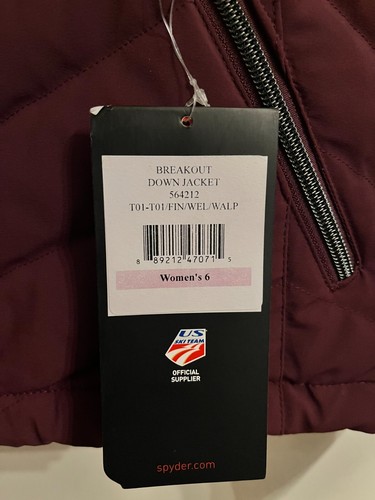 BREAKOUT
DOWN JACKET
564212
T01-T01/FIN/WEL/WALP
8 89212 47071 5
Women's 6
US
SKI TEAM
OFFICIAL
SUPPLIER
spyder.com